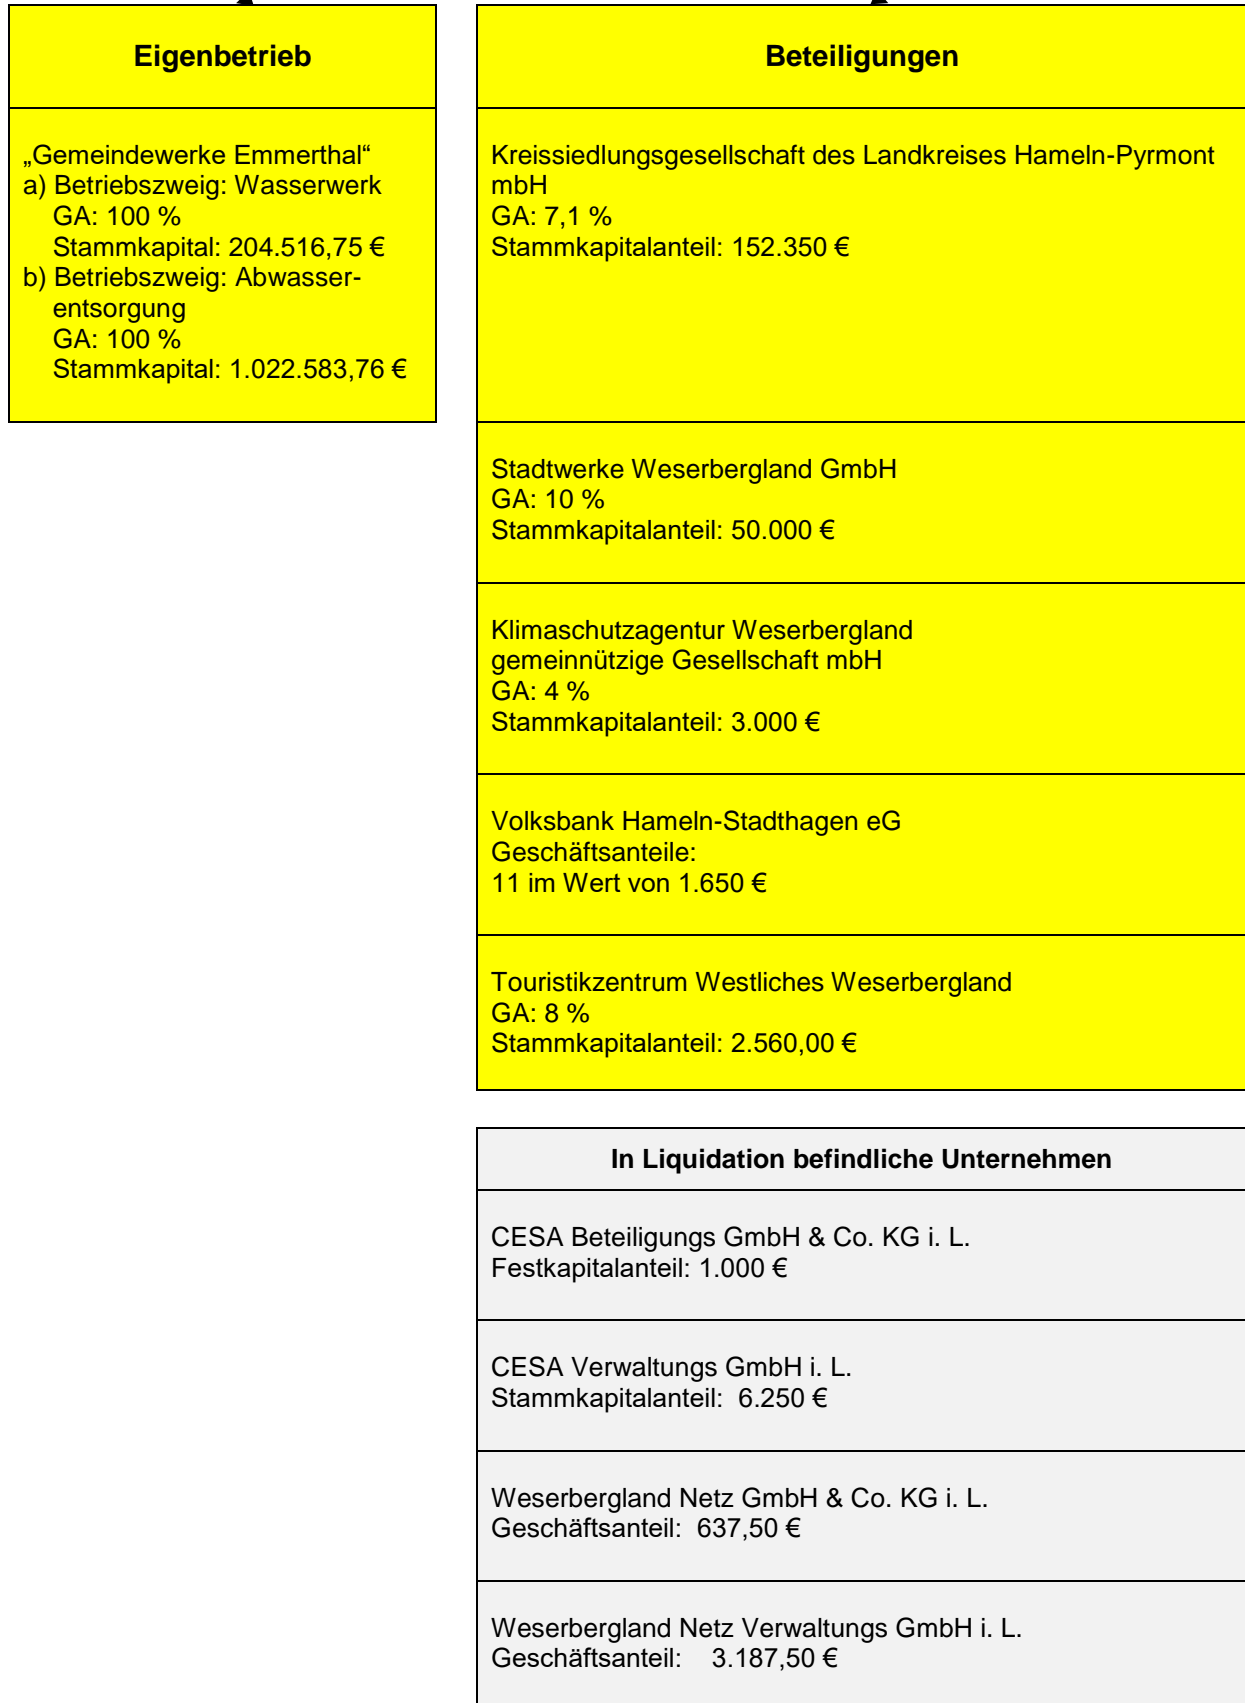 Eigenbetrieb
„Gemeindewerke Emmerthal“
a) Betriebszweig: Wasserwerk
GA: 100 %
Stammkapital: 204.516,75 €
b) Betriebszweig: Abwasser-
entsorgung
GA: 100 %
Stammkapital: 1.022.583,76 €
Beteiligungen
Kreissiedlungsgesellschaft des Landkreises Hameln-Pyrmont
mbH
GA: 7,1 %
Stammkapitalanteil: 152.350 €
Stadtwerke Weserbergland GmbH
GA: 10 %
Stammkapitalanteil: 50.000 €
Klimaschutzagentur Weserbergland
gemeinnützige Gesellschaft mbH
GA: 4 %
Stammkapitalanteil: 3.000 €
Volksbank Hameln-Stadthagen eG
Geschäftsanteile:
11 im Wert von 1.650 €
Touristikzentrum Westliches Weserbergland
GA: 8 %
Stammkapitalanteil: 2.560,00 €
In Liquidation befindliche Unternehmen
CESA Beteiligungs GmbH & Co. KG i. L.
Festkapitalanteil: 1.000 €
CESA Verwaltungs GmbH i. L.
Stammkapitalanteil:  6.250 €
Weserbergland Netz GmbH & Co. KG i. L.
Geschäftsanteil:  637,50 €
Weserbergland Netz Verwaltungs GmbH i. L.
Geschäftsanteil:    3.187,50 €